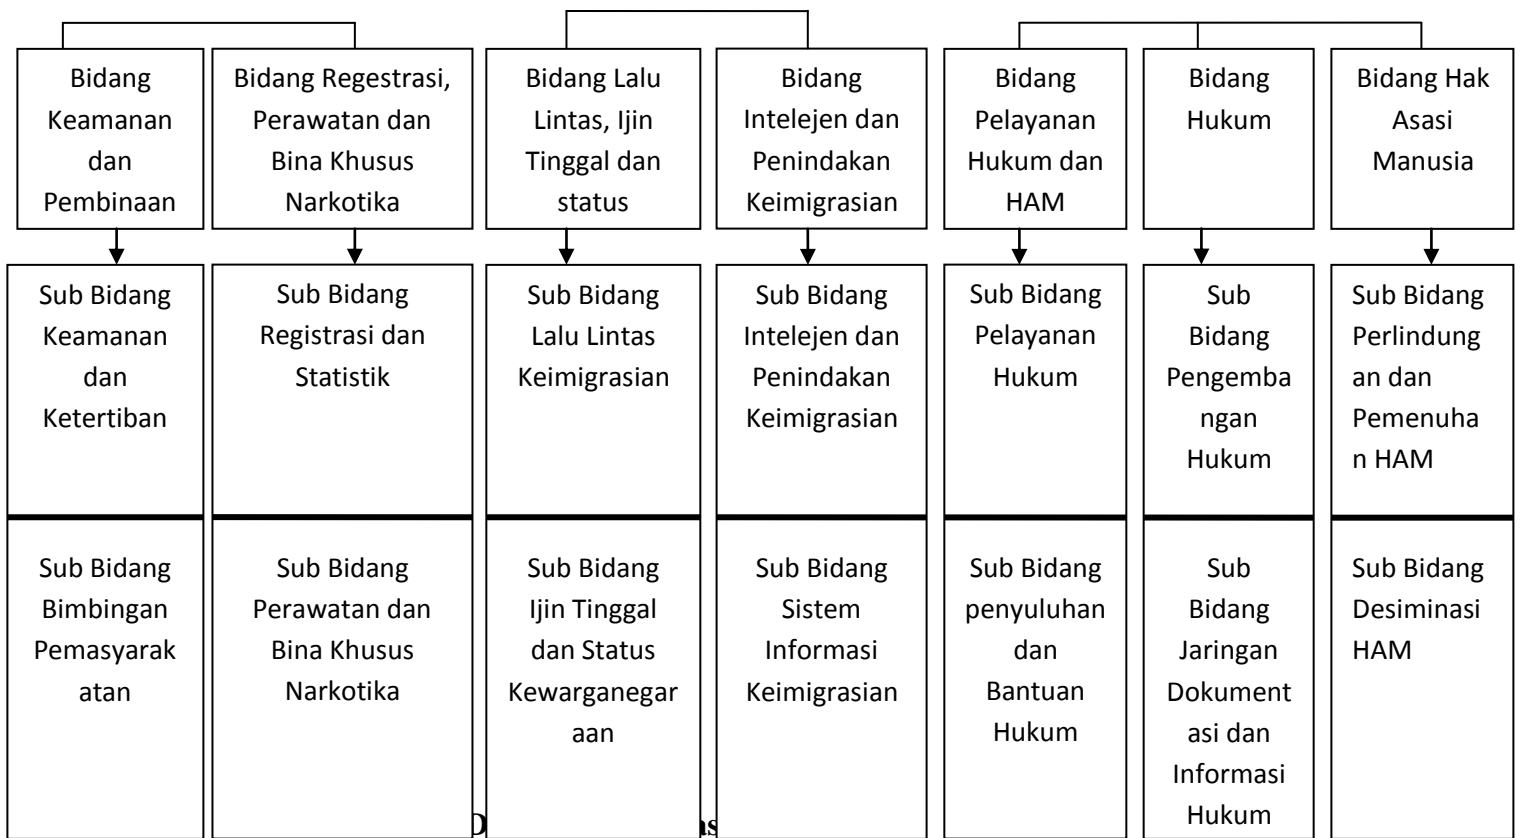 Bidang
Keamanan
dan
Pembinaan
Bidang Regestrasi,
Perawatan dan
Bina Khusus
Narkotika
Bidang Lalu
Lintas, Ijin
Tinggal dan
status
Bidang
Intelejen dan
Penindakan
Keimigrasian
Bidang
Pelayanan
Hukum dan
HAM
Bidang
Hukum
Bidang Hak
Asasi
Manusia
Sub Bidang
Keamanan
dan
Ketertiban
Sub Bidang
Registrasi dan
Statistik
Sub Bidang
Lalu Lintas
Keimigrasian
Sub Bidang
Intelejen dan
Penindakan
Keimigrasian
Sub Bidang
Pelayanan
Hukum
Sub
Bidang
Pengemba
ngan
Hukum
Sub Bidang
Perlindung
an dan
Pemenuha
n HAM
Sub Bidang
Bimbingan
Pemasyarak
atan
Sub Bidang
Perawatan dan
Bina Khusus
Narkotika
Sub Bidang
Ijin Tinggal
dan Status
Kewarganegar
aan
Sub Bidang
Sistem
Informasi
Keimigrasian
Sub Bidang
penyuluhan
dan
Bantuan
Hukum
Sub
Bidang
Jaringan
Dokument
asi dan
Informasi
Hukum
Sub Bidang
Desiminasi
HAM